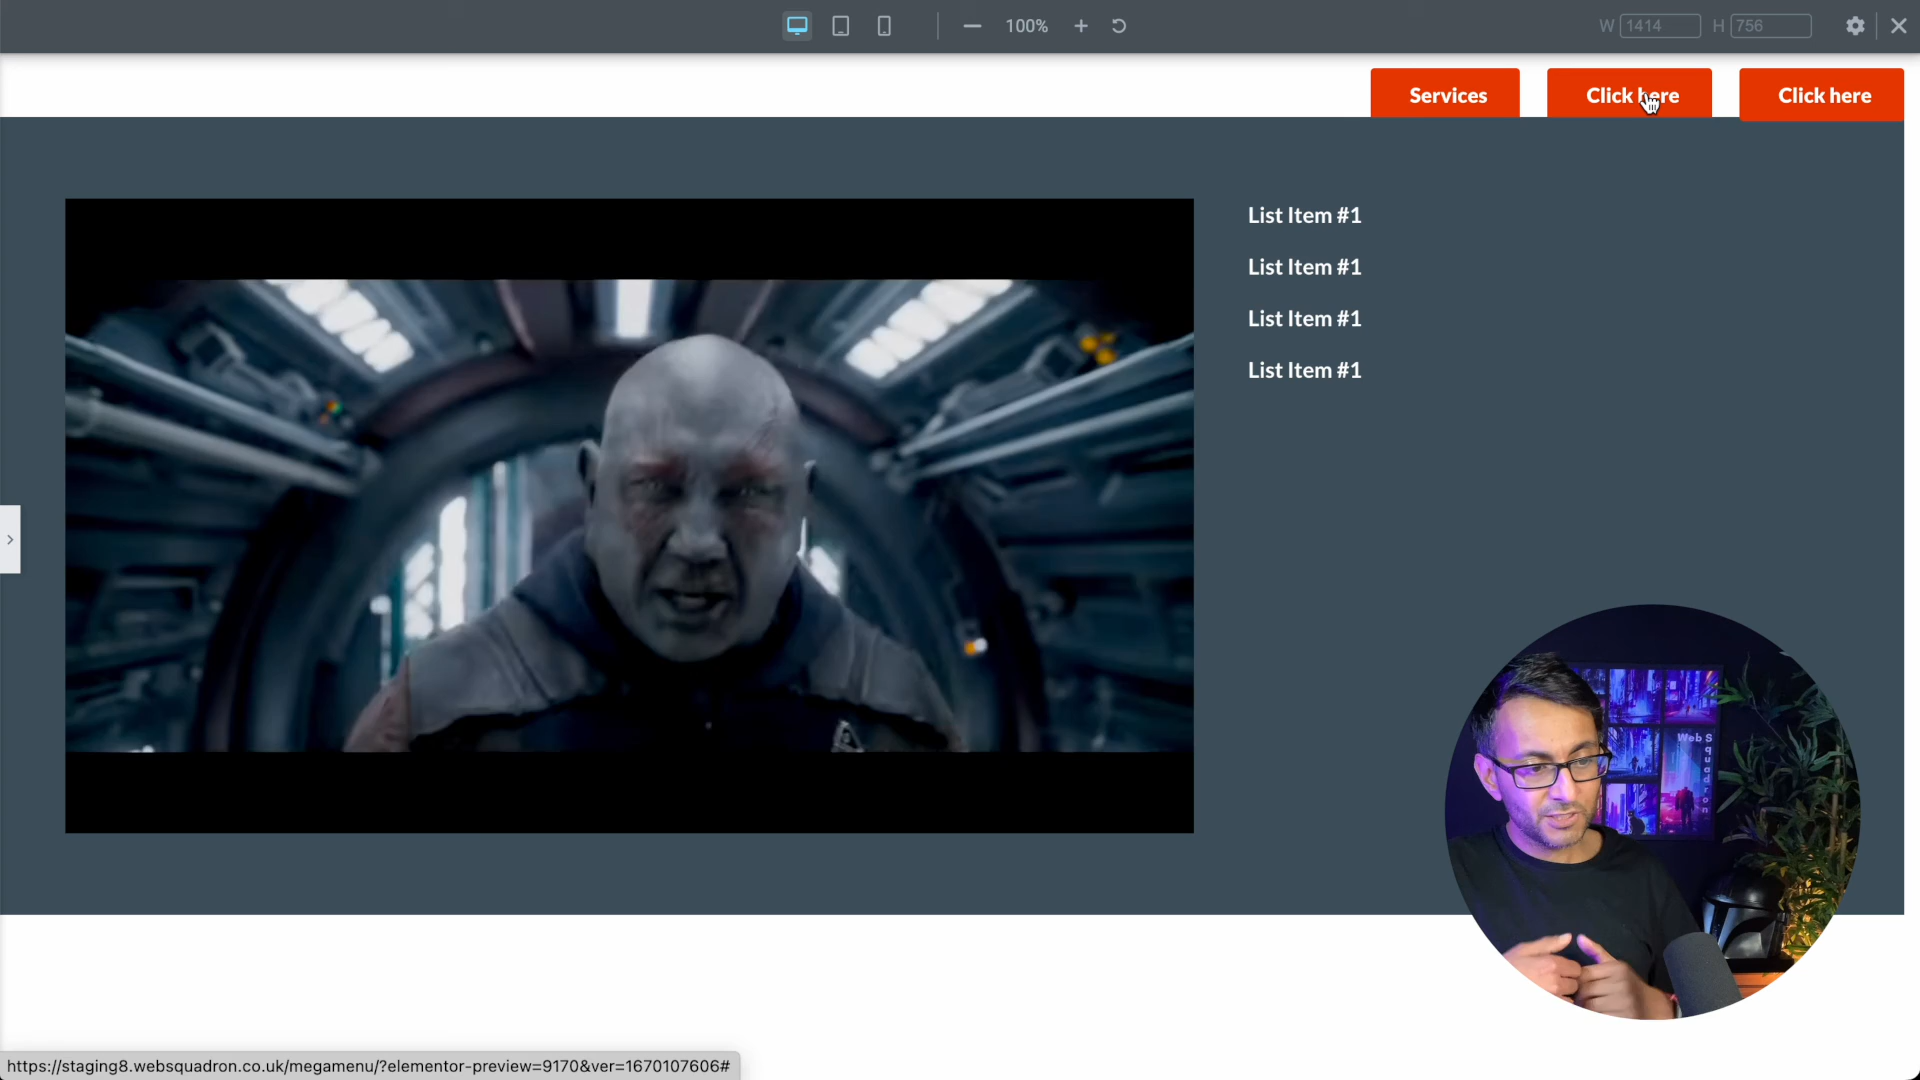 100%
W 1414 H 756
Services
Click here
Click here
List Item #1
List Item #1
List Item #1
List Item #1
Web S
q
u
a
d
r
o
n
https://staging8.websquadron.co.uk/megamenu/?elementor-preview=9170&ver=1670107606#